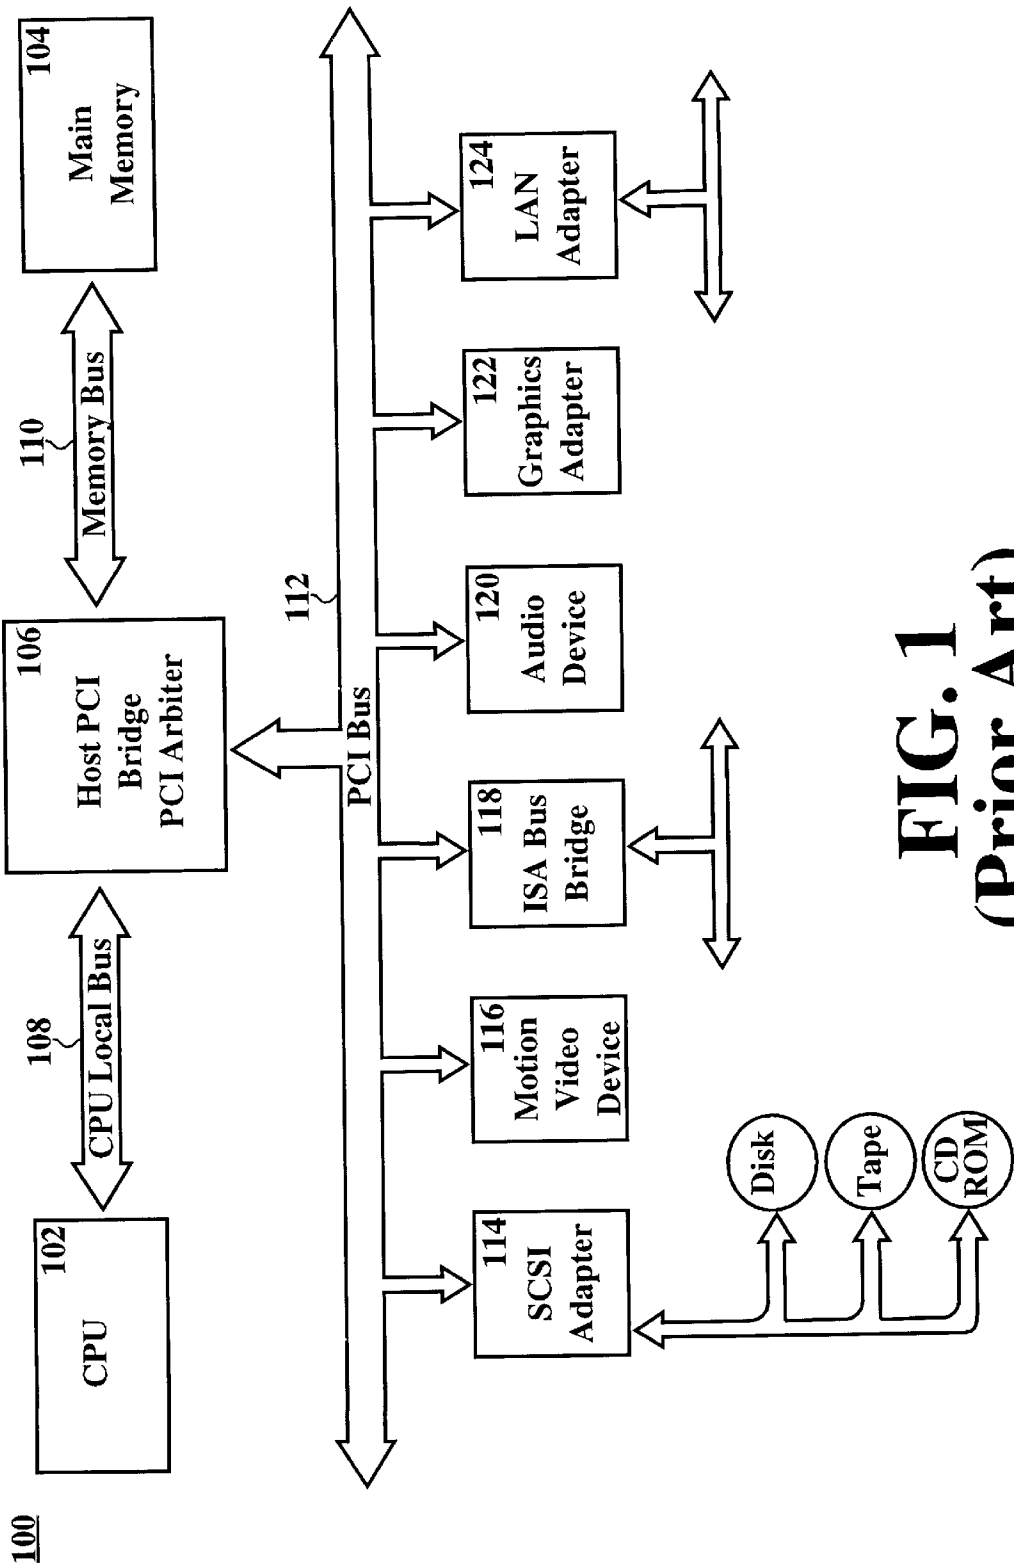 100
102
CPU
108
CPU Local Bus
106
Host PCI
Bridge
PCI Arbiter
110
Memory Bus
104
Main
Memory
112
PCI Bus
114
SCSI
Adapter
116
Motion
Video
Device
118
ISA Bus
Bridge
120
Audio
Device
122
Graphics
Adapter
124
LAN
Adapter
Disk
Tape
CD
ROM
FIG. 1
(Prior Art)